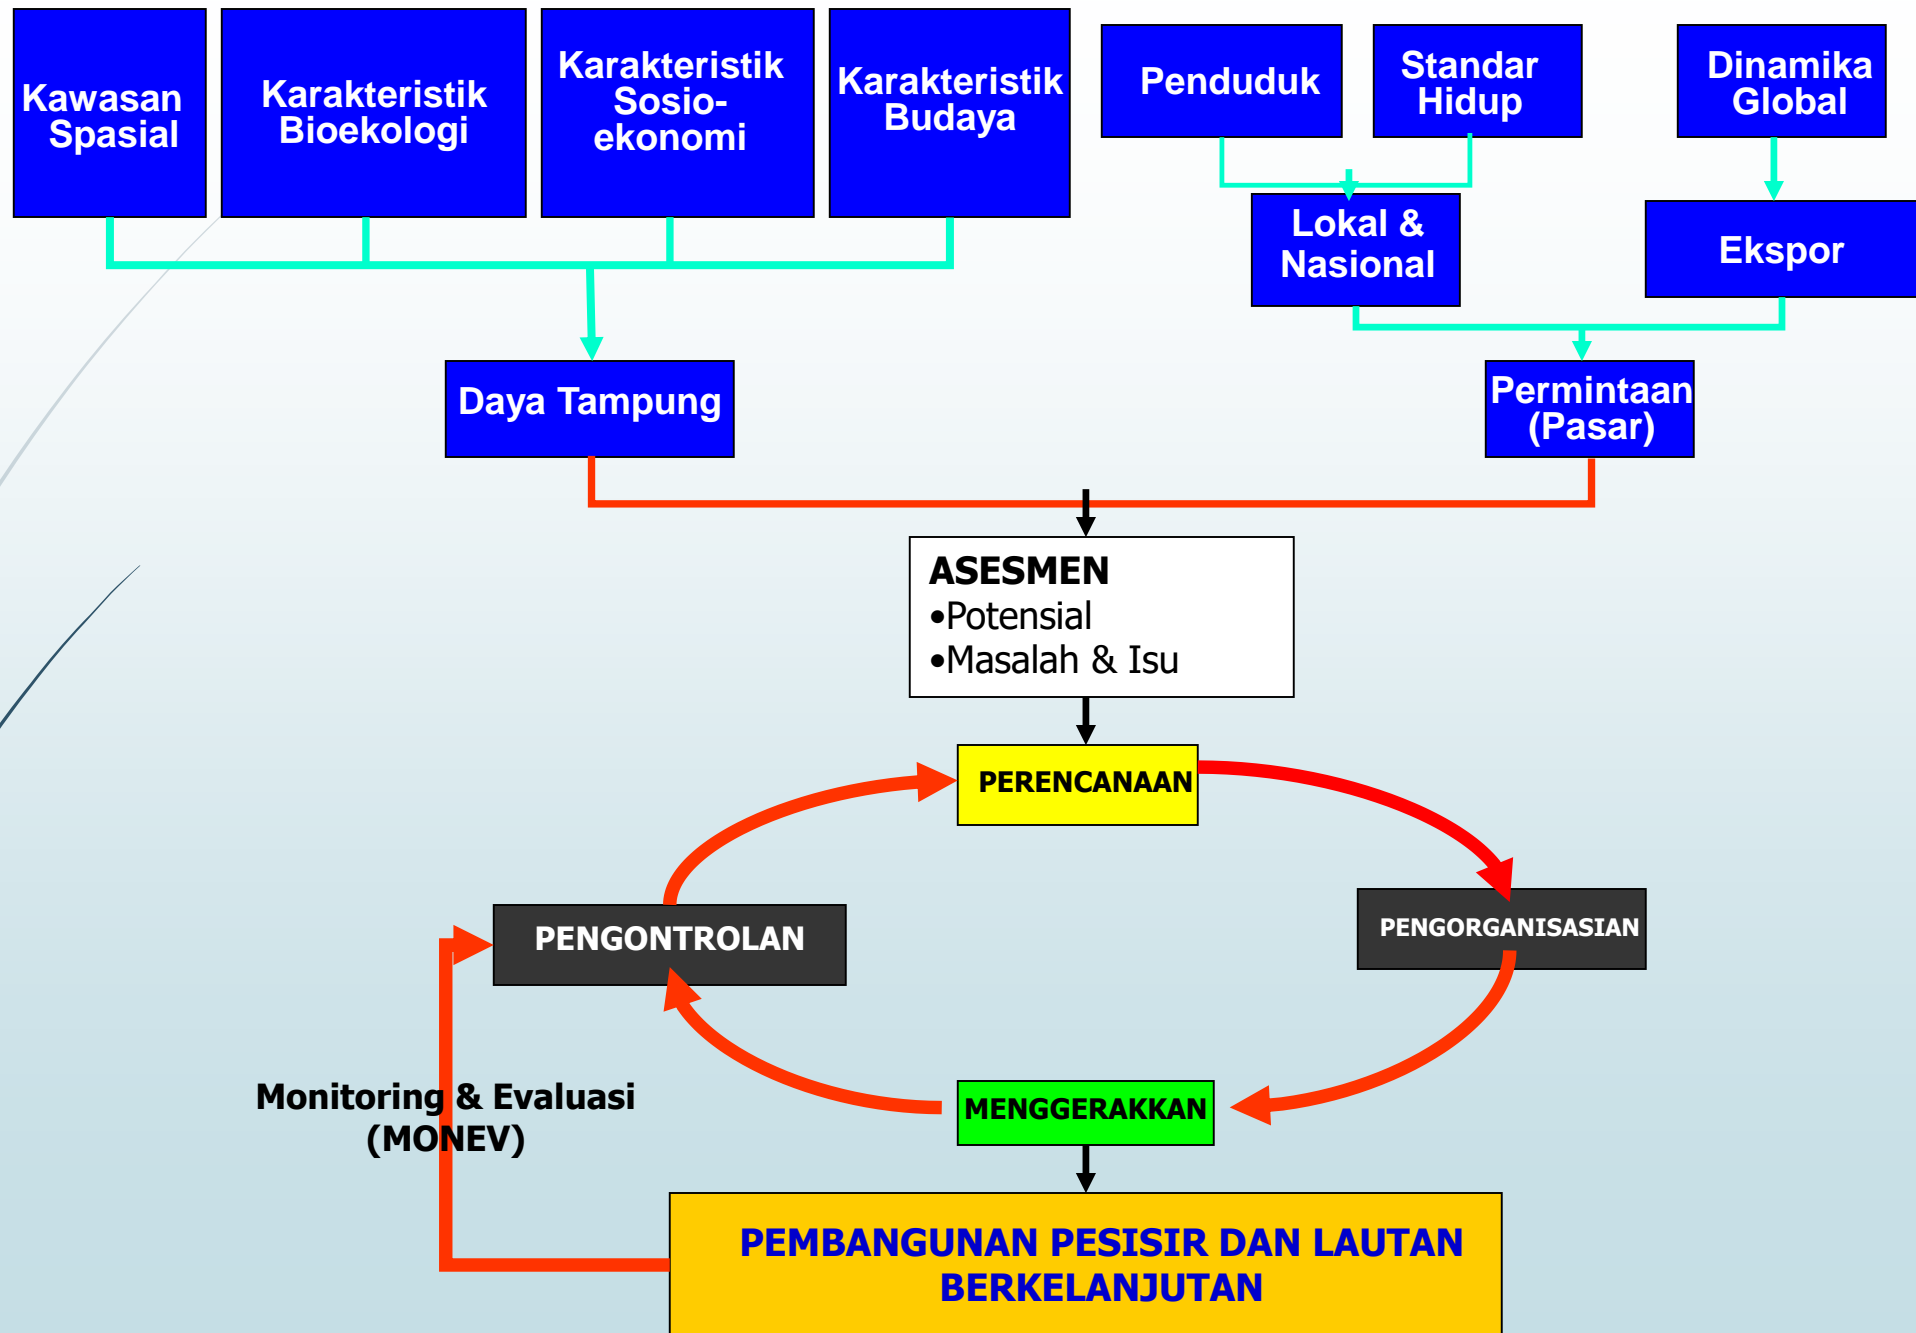 Kawasan
Spasial
Karakteristik
Bioekologi
Karakteristik
Sosio-
ekonomi
Karakteristik
Budaya
Penduduk
Standar
Hidup
Dinamika
Global
Lokal &
Nasional
Ekspor
Daya Tampung
Permintaan
(Pasar)
ASESMEN
•Potensial
•Masalah & Isu
PERENCANAAN
PENGONTROLAN
PENGORGANISASIAN
Monitoring & Evaluasi
(MONEV)
MENGGERAKKAN
PEMBANGUNAN PESISIR DAN LAUTAN
BERKELANJUTAN